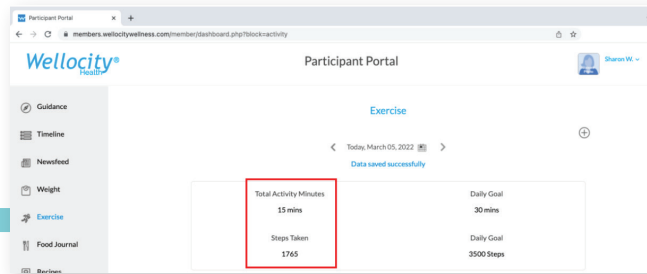 Participant Portal
members.wellocitywellness.com/member/dashboard.php?block=activity
Wellocity®
Health
Participant Portal
Sharon W.
Guidance
Timeline
Newsfeed
Weight
Exercise
Food Journal
Recipes
Exercise
Today, March 05, 2022
Data saved successfully
Total Activity Minutes
15 mins
Daily Goal
30 mins
Steps Taken
1765
Daily Goal
3500 Steps